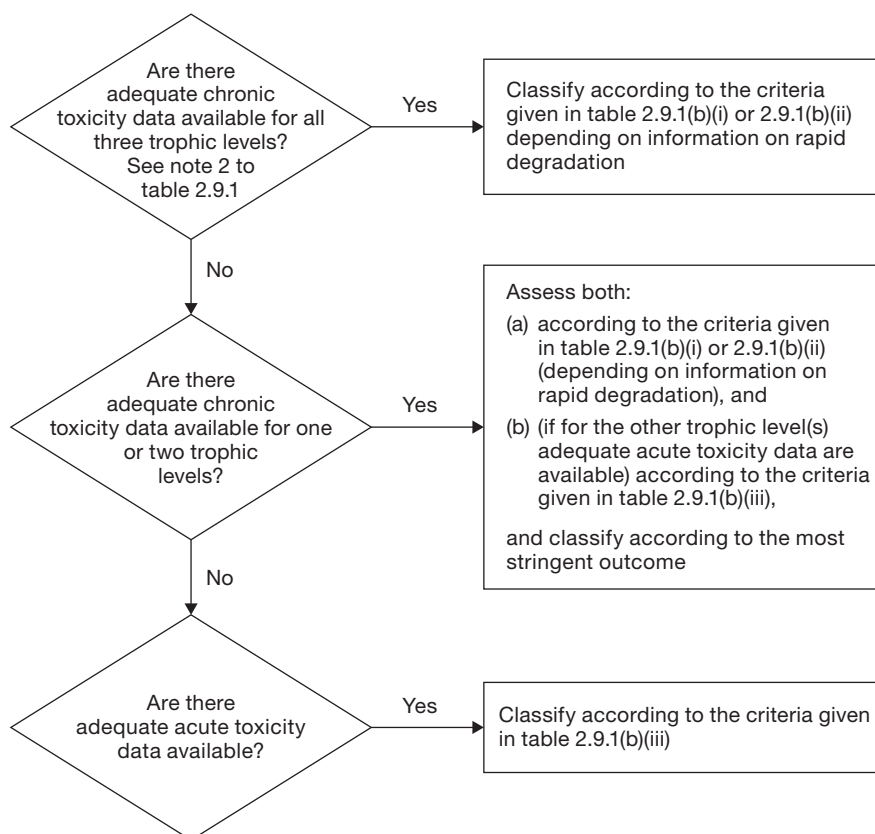 Are there
adequate chronic
toxicity data available for all
three trophic levels?
See note 2 to
table 2.9.1
Yes
Classify according to the criteria
given in table 2.9.1(b)(i) or 2.9.1(b)(ii)
depending on information on rapid
degradation
No
Are there
adequate chronic
toxicity data available for one
or two trophic
levels?
Yes
Assess both:
(a) according to the criteria given
in table 2.9.1(b)(i) or 2.9.1(b)(ii)
(depending on information on
rapid degradation), and
(b) (if for the other trophic level(s)
adequate acute toxicity data are
available) according to the criteria
given in table 2.9.1(b)(iii),
and classify according to the most
stringent outcome
No
Are there
adequate acute toxicity
data available?
Yes
Classify according to the criteria given
in table 2.9.1(b)(iii)